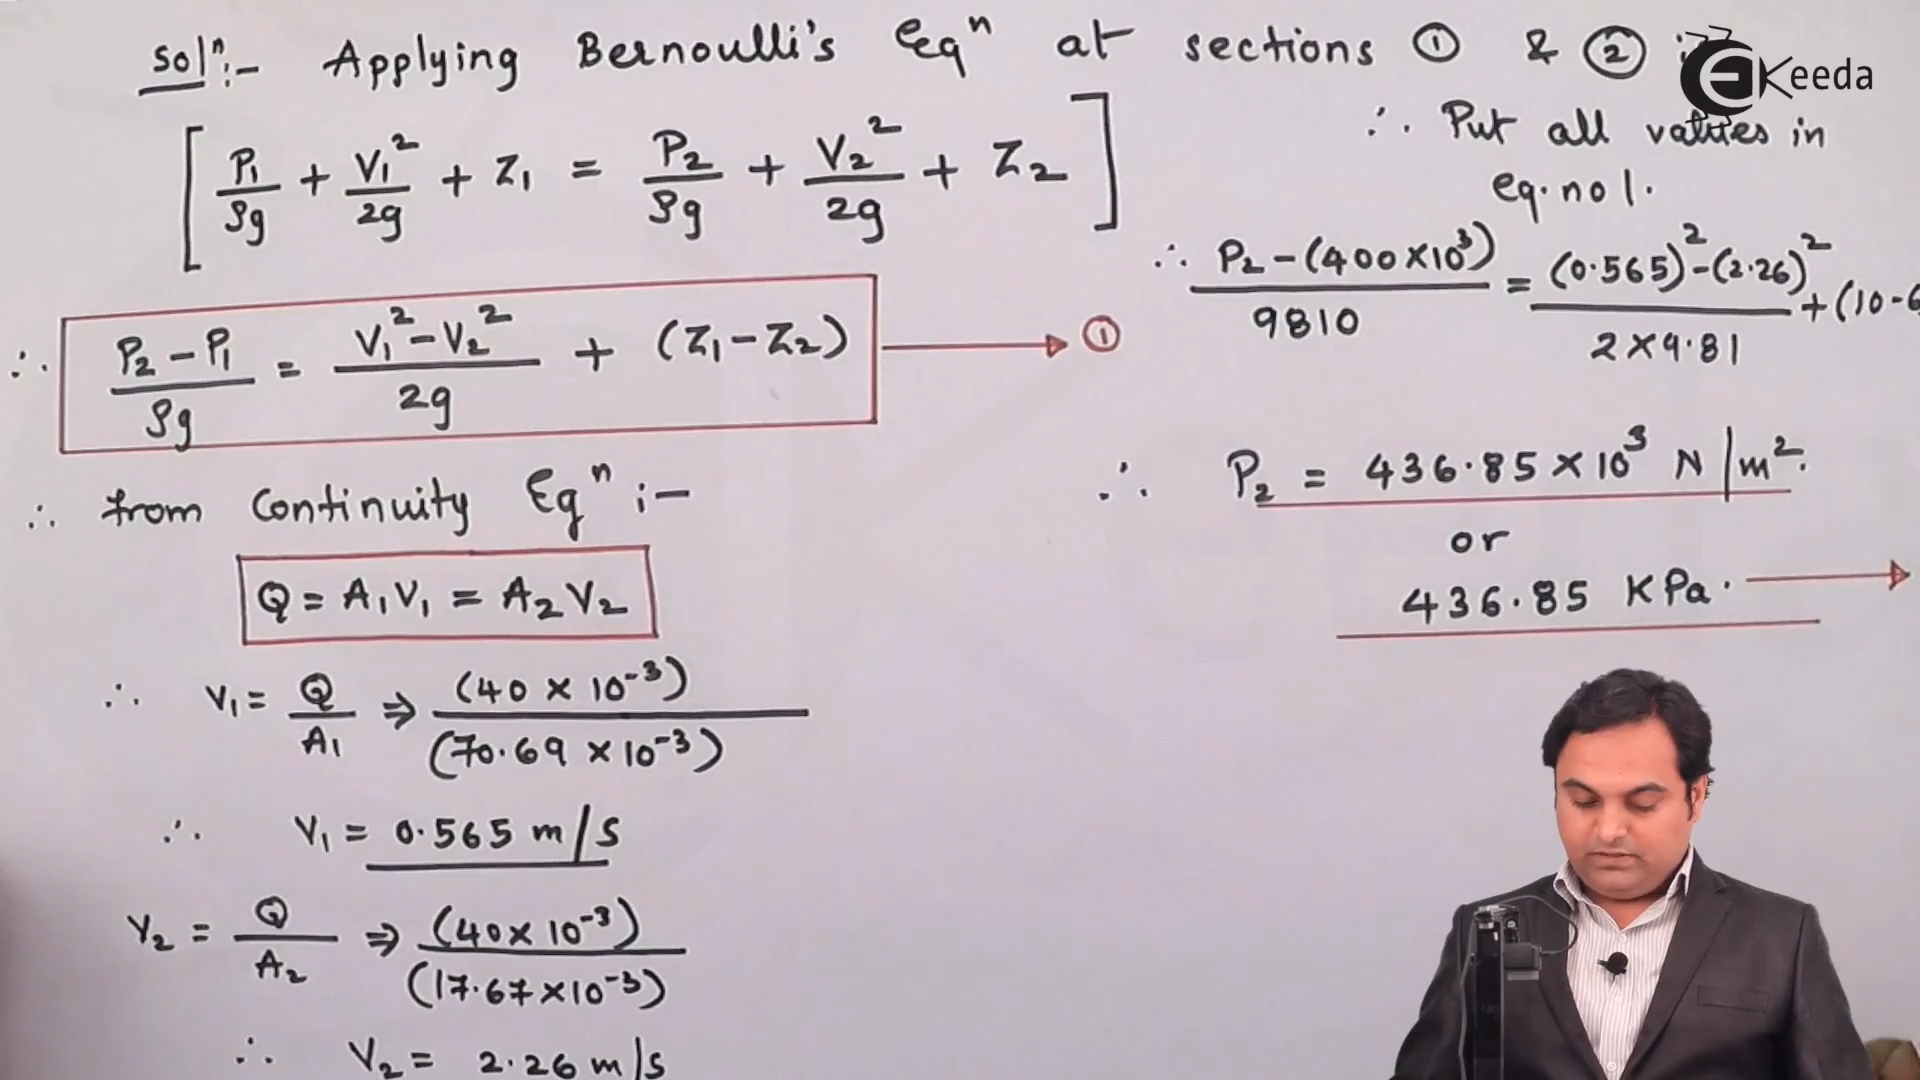 solⁿ:- Applying Bernoulli's Eqⁿ at sections ① & ②
[P₁/ρg + V₁²/2g + Z₁ = P₂/ρg + V₂²/2g + Z₂]
∴ (P₂ - P₁)/ρg = (V₁² - V₂²)/2g + (Z₁ - Z₂) → ①
∴ from Continuity Eqⁿ :-
Q = A₁V₁ = A₂V₂
∴ V₁ = Q/A₁ ⇒ (40 × 10⁻³)/(70.69 × 10⁻³)
∴ V₁ = 0.565 m/s
V₂ = Q/A₂ ⇒ (40 × 10⁻³)/(17.67 × 10⁻³)
∴ V₂ = 2.26 m/s
EKeeda
∴ Put all values in
eq. no 1.
∴ (P₂ - (400 × 10³))/9810 = ((0.565)² - (2.26)²)/(2 × 9.81) + (10-6
∴ P₂ = 436.85 × 10³ N/m².
or
436.85 KPa. →